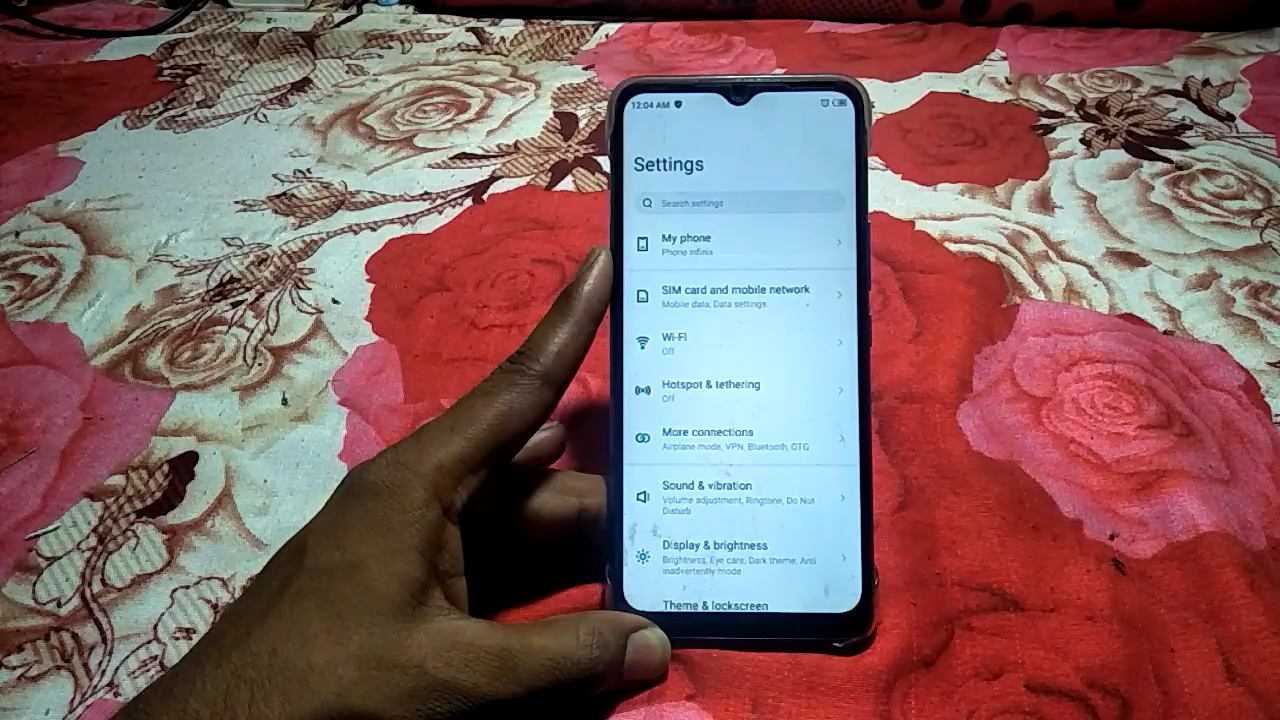 12:04 AM
Settings
Search settings
My phone
Phone Infinix
SIM card and mobile network
Mobile data, Data settings
Wi-Fi
Off
Hotspot & tethering
Off
More connections
Airplane mode, VPN, Bluetooth, OTG
Sound & vibration
Volume adjustment, Ringtone, Do Not
Disturb
Display & brightness
Brightness, Eye care, Dark theme, Anti
inadvertently mode
Theme & lockscreen